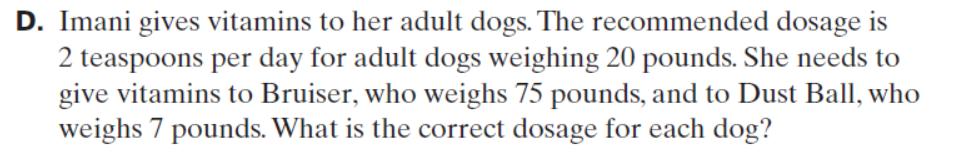 D. Imani gives vitamins to her adult dogs. The recommended dosage is
2 teaspoons per day for adult dogs weighing 20 pounds. She needs to
give vitamins to Bruiser, who weighs 75 pounds, and to Dust Ball, who
weighs 7 pounds. What is the correct dosage for each dog?